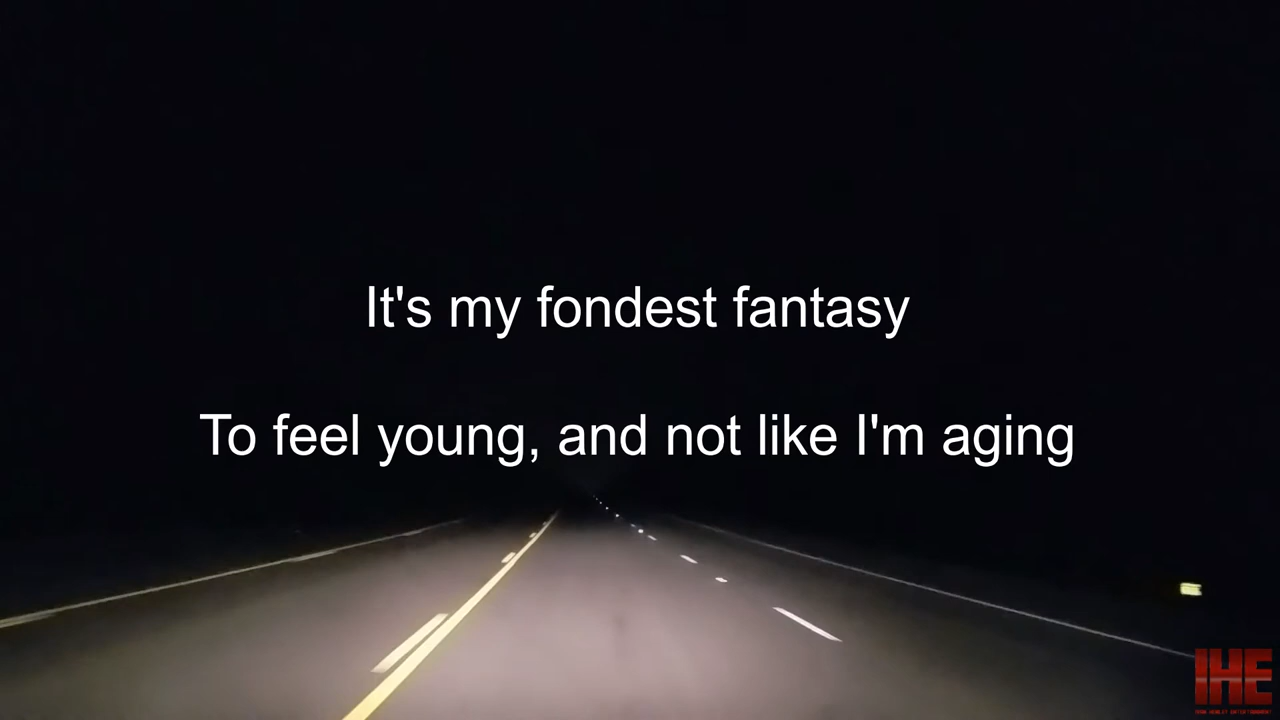 It's my fondest fantasy
To feel young, and not like I'm aging
IHE